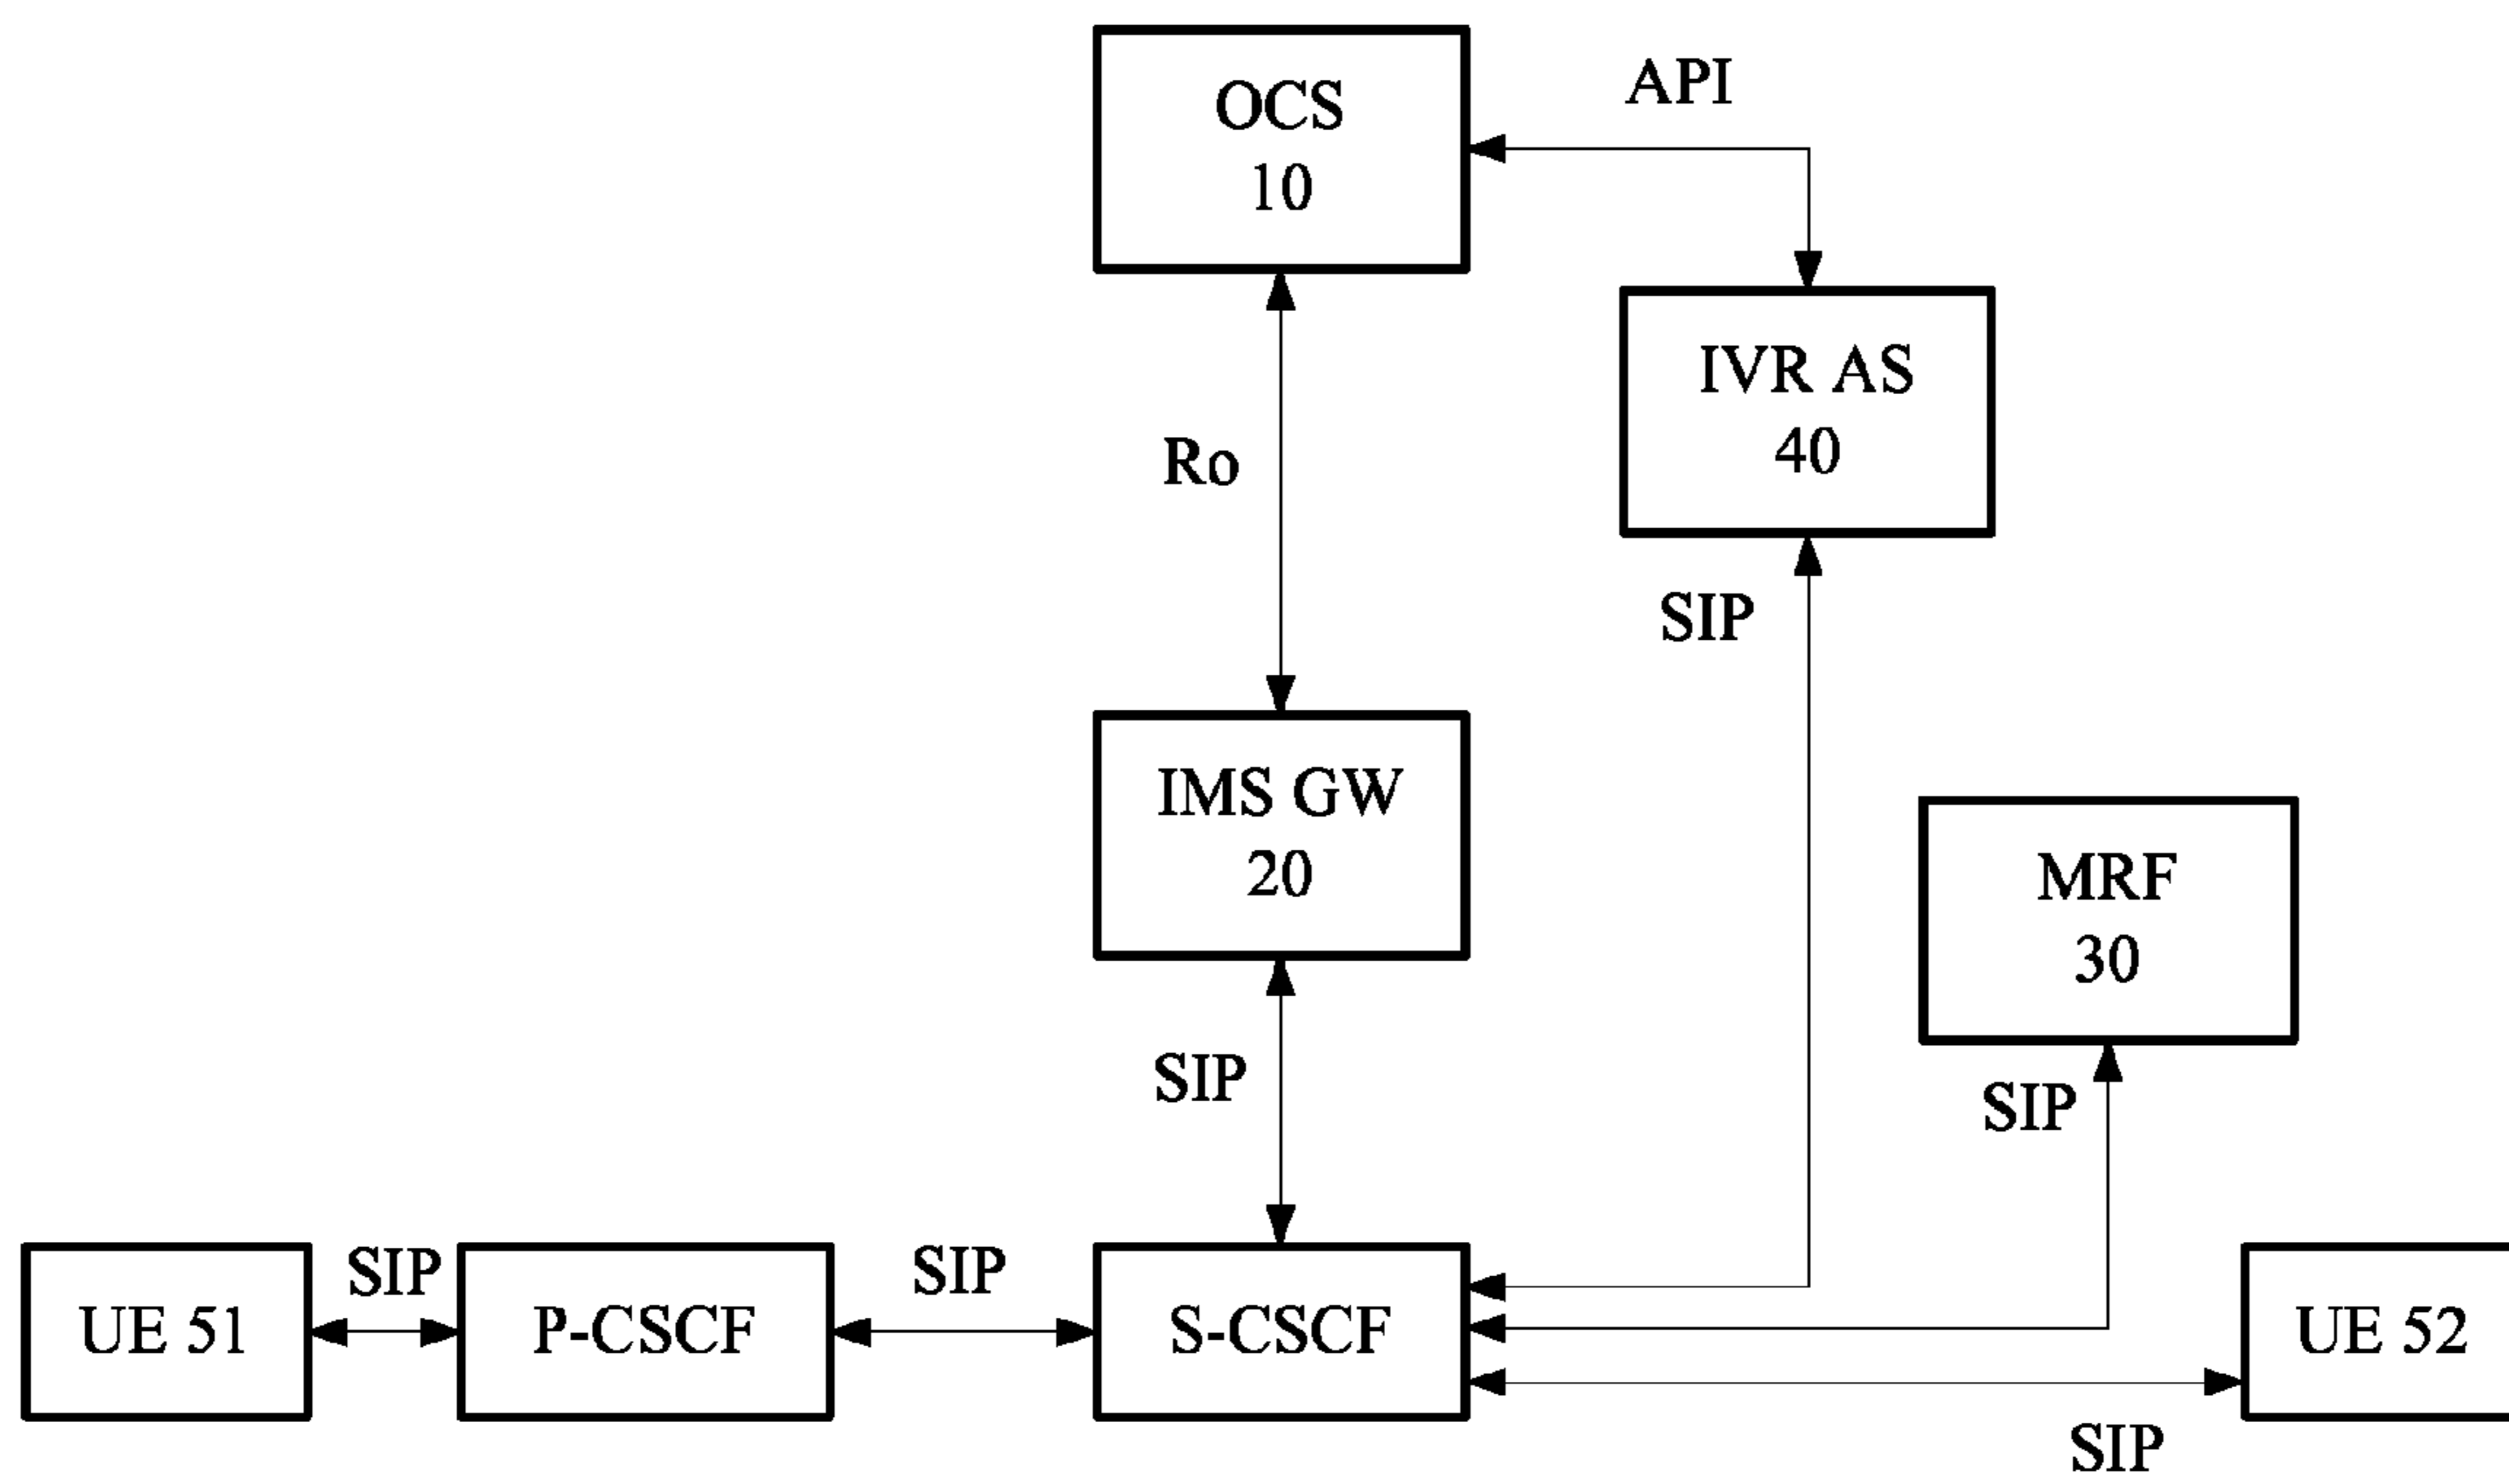 OCS
10
API
IVR AS
40
Ro
SIP
IMS GW
20
MRF
30
SIP
SIP
UE 51
SIP
P-CSCF
SIP
S-CSCF
UE 52
SIP